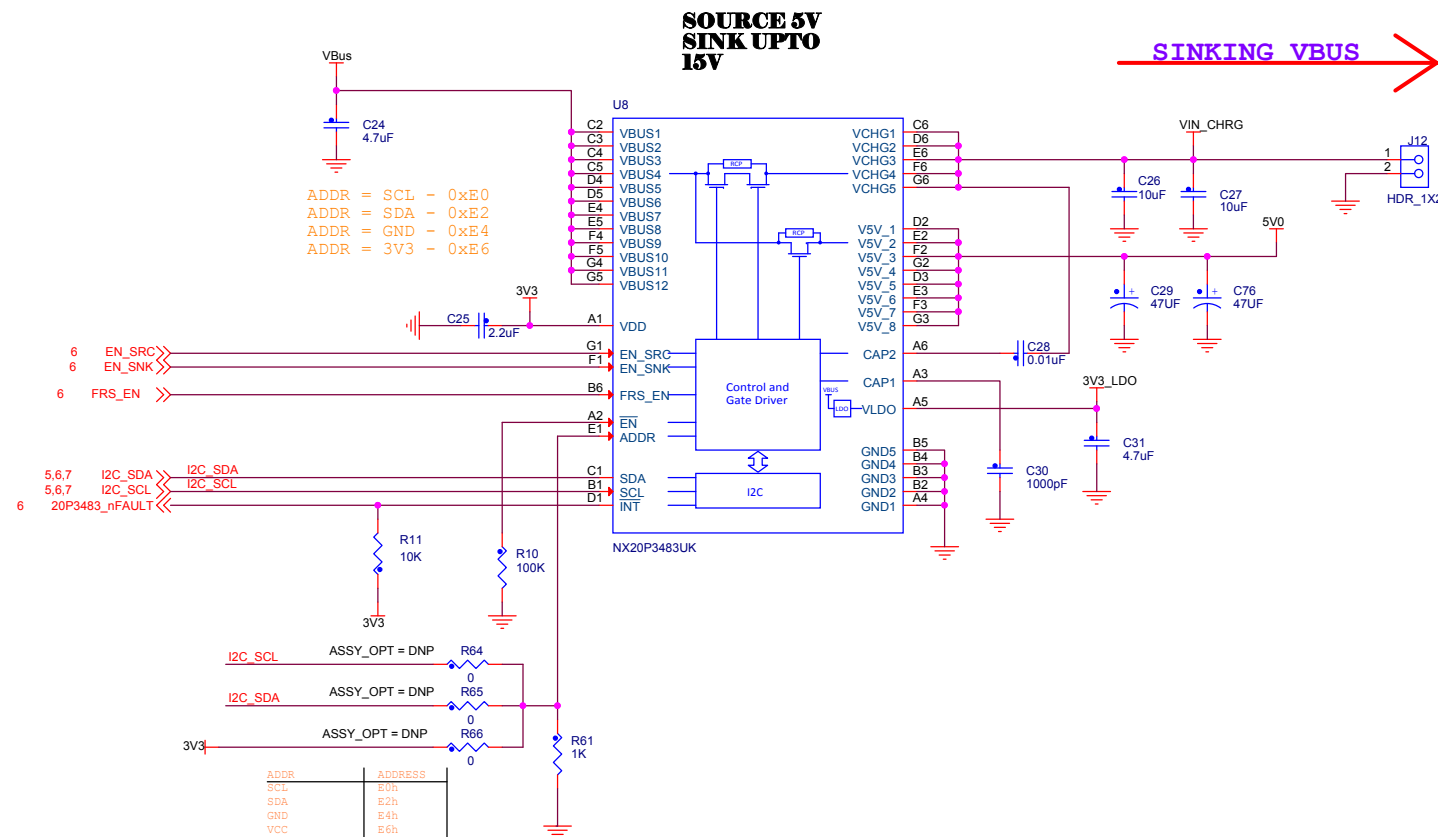 SOURCE 5V
SINK UPTO
15V
SINKING VBUS
VBus
C24
4.7uF
ADDR = SCL - 0xE0
ADDR = SDA - 0xE2
ADDR = GND - 0xE4
ADDR = 3V3 - 0xE6
U8
C2 VBUS1
C3 VBUS2
C4 VBUS3
C5 VBUS4
D4 VBUS5
D5 VBUS6
E4 VBUS7
E5 VBUS8
F4 VBUS9
F5 VBUS10
G4 VBUS11
G5 VBUS12
3V3
C25
2.2uF
A1 VDD
6 EN_SRC G1 EN_SRC
6 EN_SNK F1 EN_SNK
6 FRS_EN B6 FRS_EN
A2 EN
E1 ADDR
5,6,7 I2C_SDA I2C_SDA C1 SDA
5,6,7 I2C_SCL I2C_SCL B1 SCL
6 20P3483_nFAULT D1 INT
RCP
RCP
Control and
Gate Driver
VBUS
LDO
I2C
VCHG1 C6
VCHG2 D6
VCHG3 E6
VCHG4 F6
VCHG5 G6
V5V_1 D2
V5V_2 E2
V5V_3 F2
V5V_4 G2
V5V_5 D3
V5V_6 E3
V5V_7 F3
V5V_8 G3
CAP2 A6
CAP1 A3
VLDO A5
GND5 B5
GND4 B4
GND3 B3
GND2 B2
GND1 A4
NX20P3483UK
VIN_CHRG
J12
1
2
HDR_1X2
C26
10uF
C27
10uF
5V0
C29
47UF
C76
47UF
C28
0.01uF
3V3_LDO
C31
4.7uF
C30
1000pF
R11
10K
3V3
R10
100K
I2C_SCL ASSY_OPT = DNP R64
0
I2C_SDA ASSY_OPT = DNP R65
0
3V3 ASSY_OPT = DNP R66
0
R61
1K
ADDR ADDRESS
SCL E0h
SDA E2h
GND E4h
VCC E6h